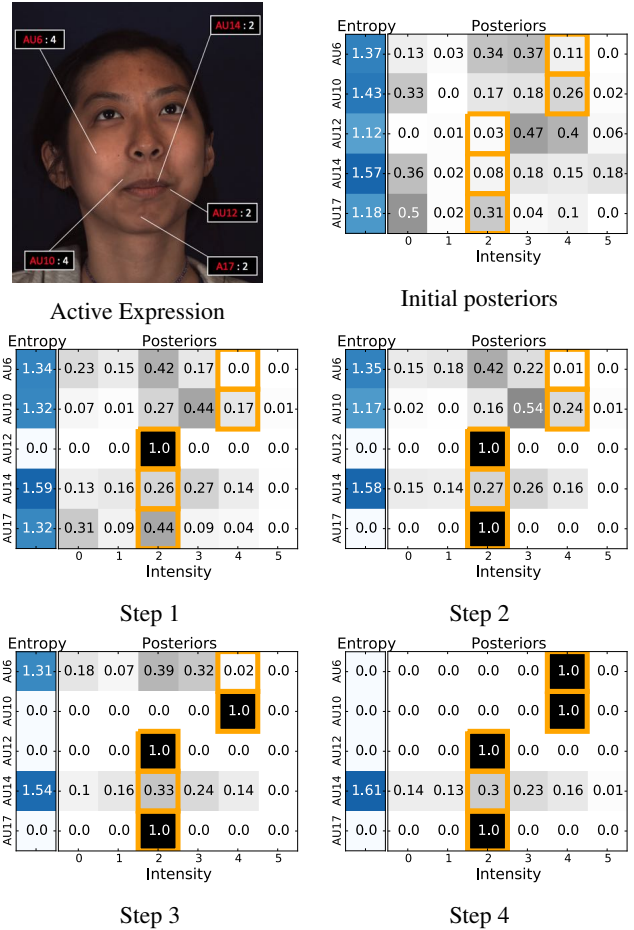 AU14 : 2
AU6 : 4
AU12 : 2
AU10 : 4
A17 : 2
Active Expression
Entropy Posteriors
AU6 1.37 0.13 0.03 0.34 0.37 0.11 0.0
AU10 1.43 0.33 0.0 0.17 0.18 0.26 0.02
AU12 1.12 0.0 0.01 0.03 0.47 0.4 0.06
AU14 1.57 0.36 0.02 0.08 0.18 0.15 0.18
AU17 1.18 0.5 0.02 0.31 0.04 0.1 0.0
0 1 2 3 4 5
Intensity
Initial posteriors
Entropy Posteriors
AU6 1.34 0.23 0.15 0.42 0.17 0.0 0.0
AU10 1.32 0.07 0.01 0.27 0.44 0.17 0.01
AU12 0.0 0.0 0.0 1.0 0.0 0.0 0.0
AU14 1.59 0.13 0.16 0.26 0.27 0.14 0.0
AU17 1.32 0.31 0.09 0.44 0.09 0.04 0.0
0 1 2 3 4 5
Intensity
Step 1
Entropy Posteriors
AU6 1.35 0.15 0.18 0.42 0.22 0.01 0.0
AU10 1.17 0.02 0.0 0.16 0.54 0.24 0.01
AU12 0.0 0.0 0.0 1.0 0.0 0.0 0.0
AU14 1.58 0.15 0.14 0.27 0.26 0.16 0.0
AU17 0.0 0.0 0.0 1.0 0.0 0.0 0.0
0 1 2 3 4 5
Intensity
Step 2
Entropy Posteriors
AU6 1.31 0.18 0.07 0.39 0.32 0.02 0.0
AU10 0.0 0.0 0.0 0.0 0.0 1.0 0.0
AU12 0.0 0.0 0.0 1.0 0.0 0.0 0.0
AU14 1.54 0.1 0.16 0.33 0.24 0.14 0.0
AU17 0.0 0.0 0.0 1.0 0.0 0.0 0.0
0 1 2 3 4 5
Intensity
Step 3
Entropy Posteriors
AU6 0.0 0.0 0.0 0.0 0.0 1.0 0.0
AU10 0.0 0.0 0.0 0.0 0.0 1.0 0.0
AU12 0.0 0.0 0.0 1.0 0.0 0.0 0.0
AU14 1.61 0.14 0.13 0.3 0.23 0.16 0.01
AU17 0.0 0.0 0.0 1.0 0.0 0.0 0.0
0 1 2 3 4 5
Intensity
Step 4